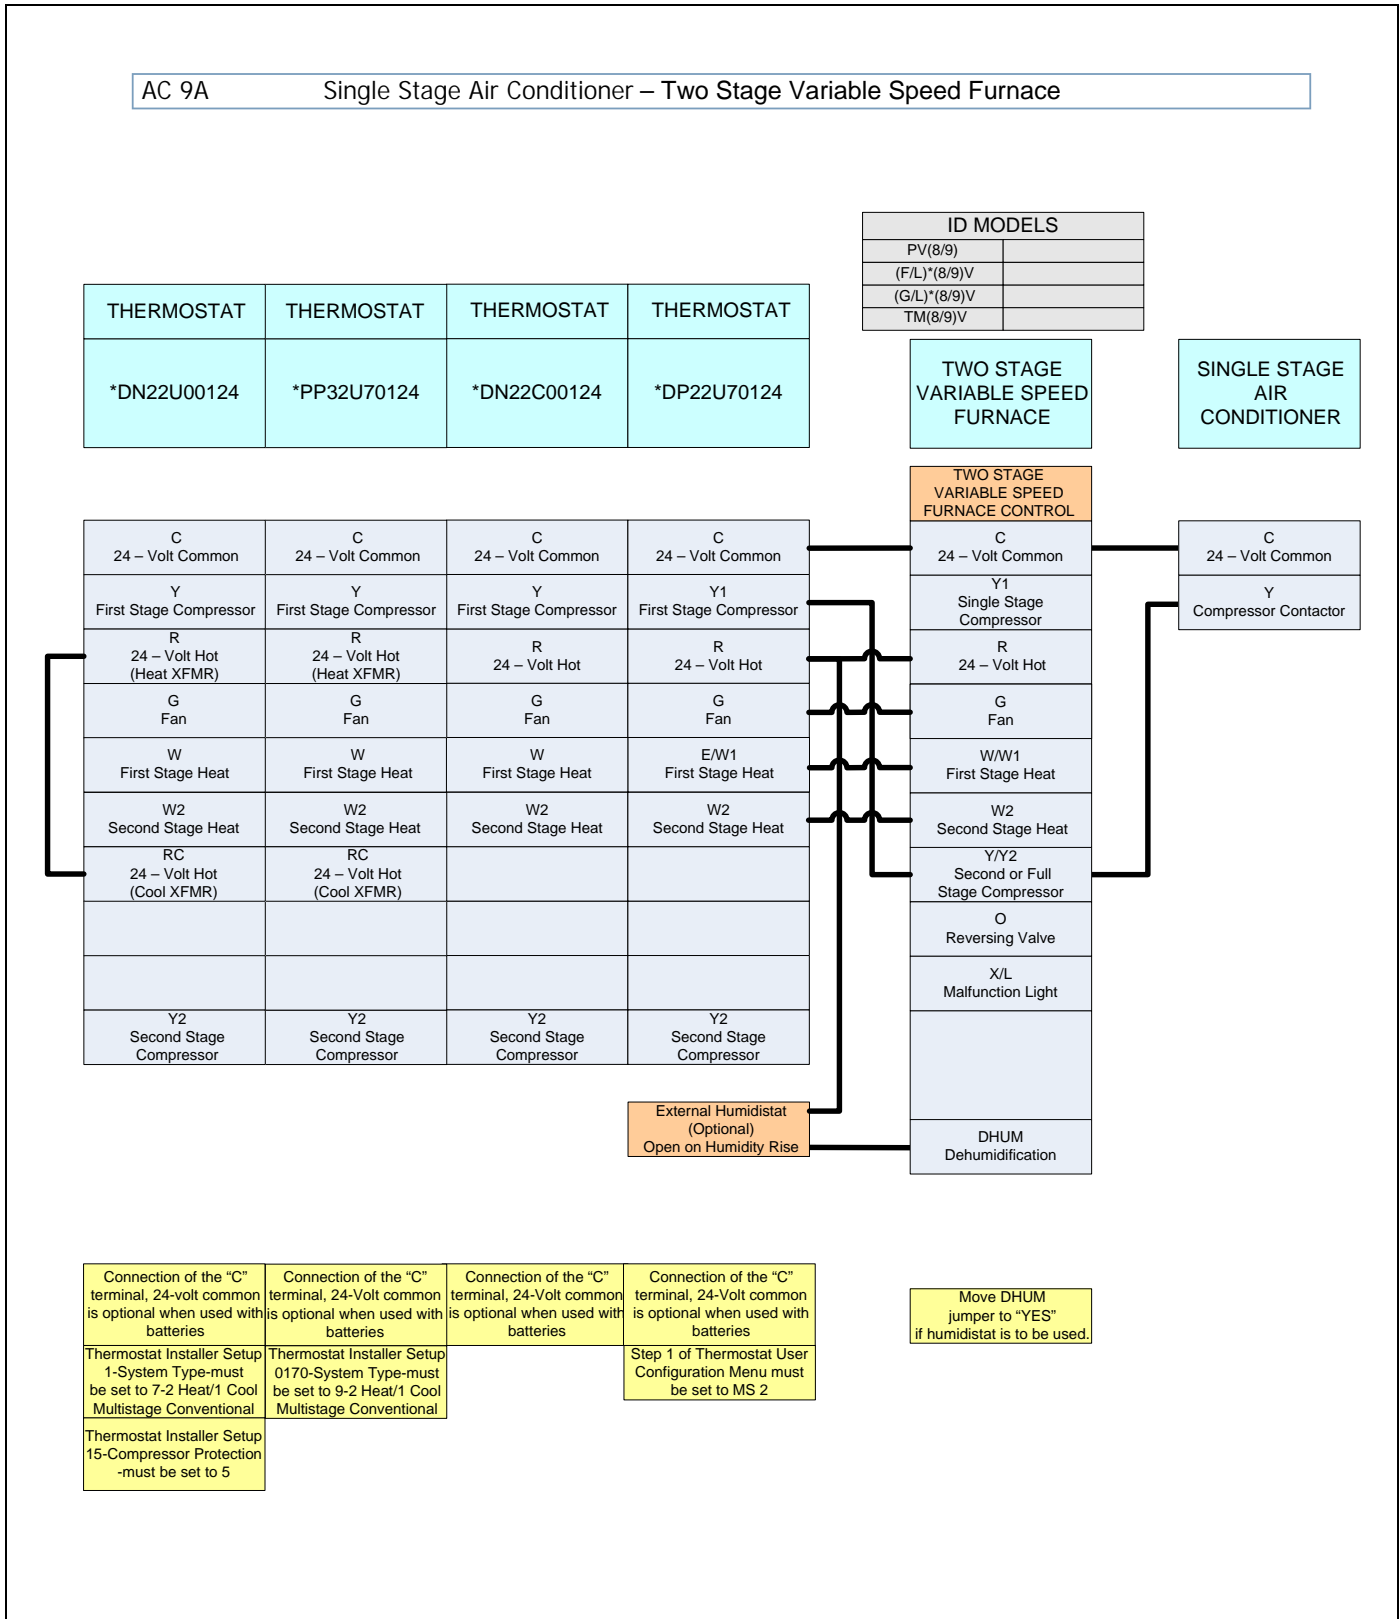 AC 9A Single Stage Air Conditioner – Two Stage Variable Speed Furnace
ID MODELS
PV(8/9)
(F/L)*(8/9)V
(G/L)*(8/9)V
TM(8/9)V
THERMOSTAT
*DN22U00124
THERMOSTAT
*PP32U70124
THERMOSTAT
*DN22C00124
THERMOSTAT
*DP22U70124
TWO STAGE
VARIABLE SPEED
FURNACE
SINGLE STAGE
AIR
CONDITIONER
TWO STAGE
VARIABLE SPEED
FURNACE CONTROL
C
24 – Volt Common
Y
First Stage Compressor
R
24 – Volt Hot
(Heat XFMR)
G
Fan
W
First Stage Heat
W2
Second Stage Heat
RC
24 – Volt Hot
(Cool XFMR)
Y2
Second Stage
Compressor
C
24 – Volt Common
Y
First Stage Compressor
R
24 – Volt Hot
(Heat XFMR)
G
Fan
W
First Stage Heat
W2
Second Stage Heat
RC
24 – Volt Hot
(Cool XFMR)
Y2
Second Stage
Compressor
C
24 – Volt Common
Y
First Stage Compressor
R
24 – Volt Hot
G
Fan
W
First Stage Heat
W2
Second Stage Heat
Y2
Second Stage
Compressor
C
24 – Volt Common
Y1
First Stage Compressor
R
24 – Volt Hot
G
Fan
E/W1
First Stage Heat
W2
Second Stage Heat
Y2
Second Stage
Compressor
External Humidistat
(Optional)
Open on Humidity Rise
C
24 – Volt Common
Y1
Single Stage
Compressor
R
24 – Volt Hot
G
Fan
W/W1
First Stage Heat
W2
Second Stage Heat
Y/Y2
Second or Full
Stage Compressor
O
Reversing Valve
X/L
Malfunction Light
DHUM
Dehumidification
C
24 – Volt Common
Y
Compressor Contactor
Connection of the “C”
terminal, 24-volt common
is optional when used with
batteries
Thermostat Installer Setup
1-System Type-must
be set to 7-2 Heat/1 Cool
Multistage Conventional
Thermostat Installer Setup
15-Compressor Protection
-must be set to 5
Connection of the “C”
terminal, 24-Volt common
is optional when used with
batteries
Thermostat Installer Setup
0170-System Type-must
be set to 9-2 Heat/1 Cool
Multistage Conventional
Connection of the “C”
terminal, 24-Volt common
is optional when used with
batteries
Connection of the “C”
terminal, 24-Volt common
is optional when used with
batteries
Step 1 of Thermostat User
Configuration Menu must
be set to MS 2
Move DHUM
jumper to “YES”
if humidistat is to be used.